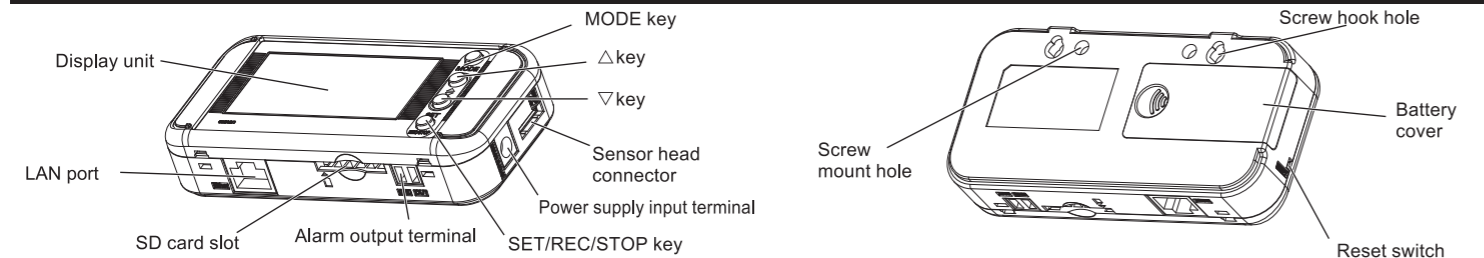 MODE key
△key
▽key
Display unit
LAN port
SD card slot
Alarm output terminal
SET/REC/STOP key
Power supply input terminal
Sensor head
connector
MODE
Screw hook hole
Battery
cover
Screw
mount hole
Reset switch